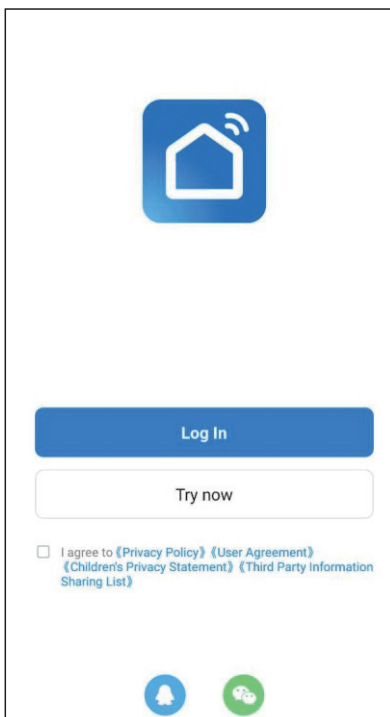 Log In
Try now
I agree to 《Privacy Policy》 《User Agreement》
《Children's Privacy Statement》 《Third Party Information
Sharing List》